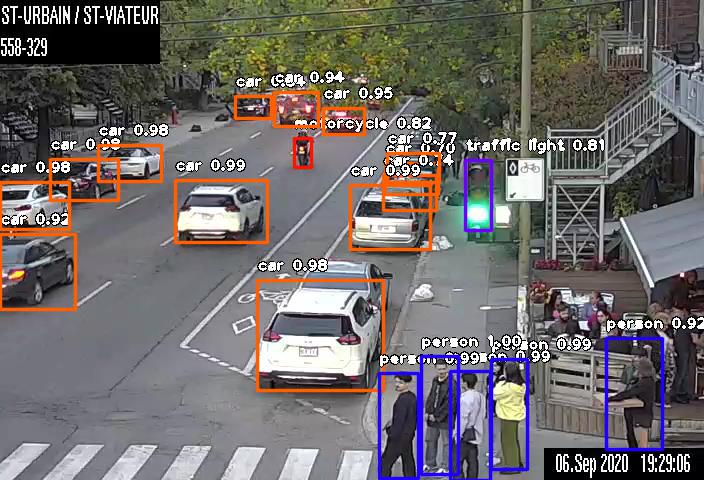 ST-URBAIN / ST-VIATEUR
558-329
car 0.94
car 0.95
motorcycle 0.82
car 0.98
car 0.98
car 0.99
car 0.92
car 0.77
car 0.99
traffic light 0.81
car 0.98
person 0.92
person 1.00
person 0.99
0.99
06.Sep 2020 19:29:06